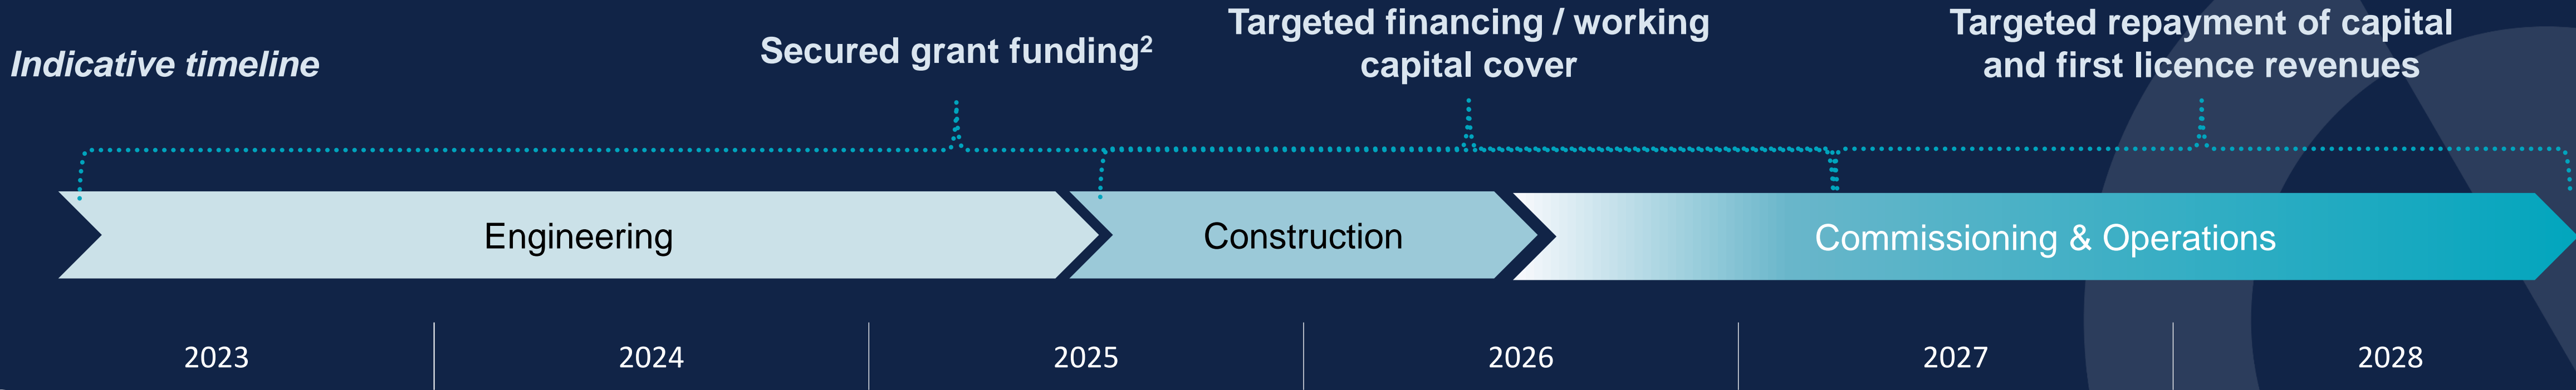 Indicative timeline
Secured grant funding²
Targeted financing / working
capital cover
Targeted repayment of capital
and first licence revenues
Engineering
Construction
Commissioning & Operations
2023
2024
2025
2026
2027
2028